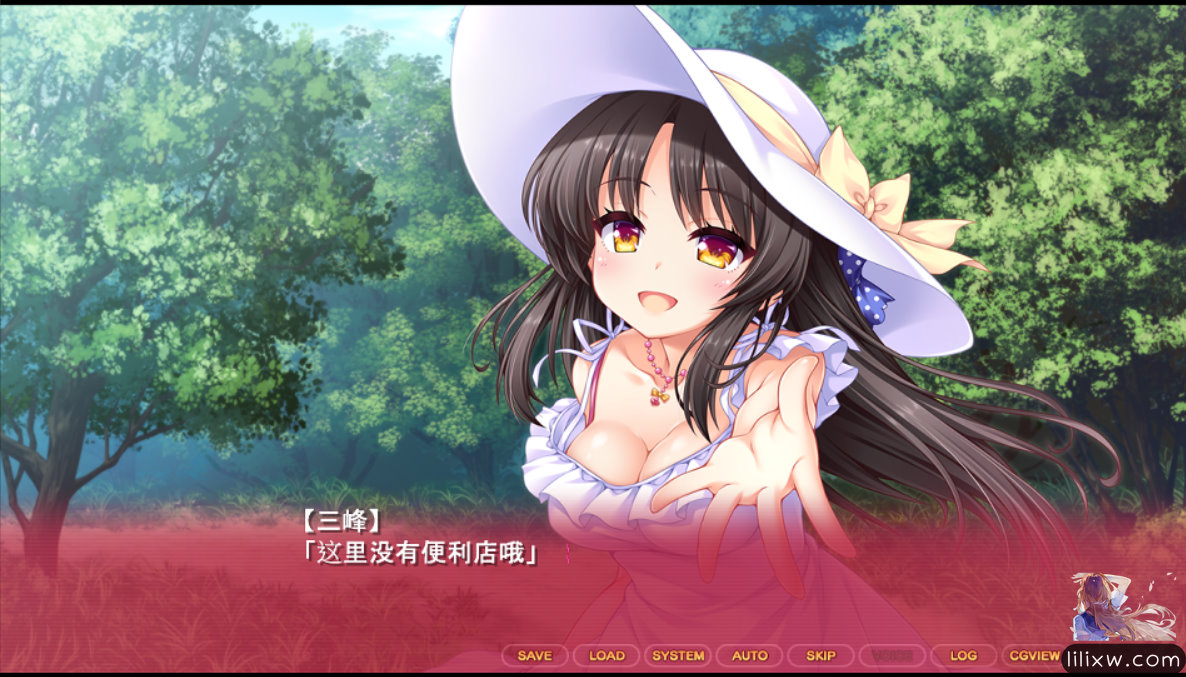 【三峰】
「这里没有便利店哦」
SAVE LOAD SYSTEM AUTO SKIP VOICE LOG CGVIEW
lilixw.com